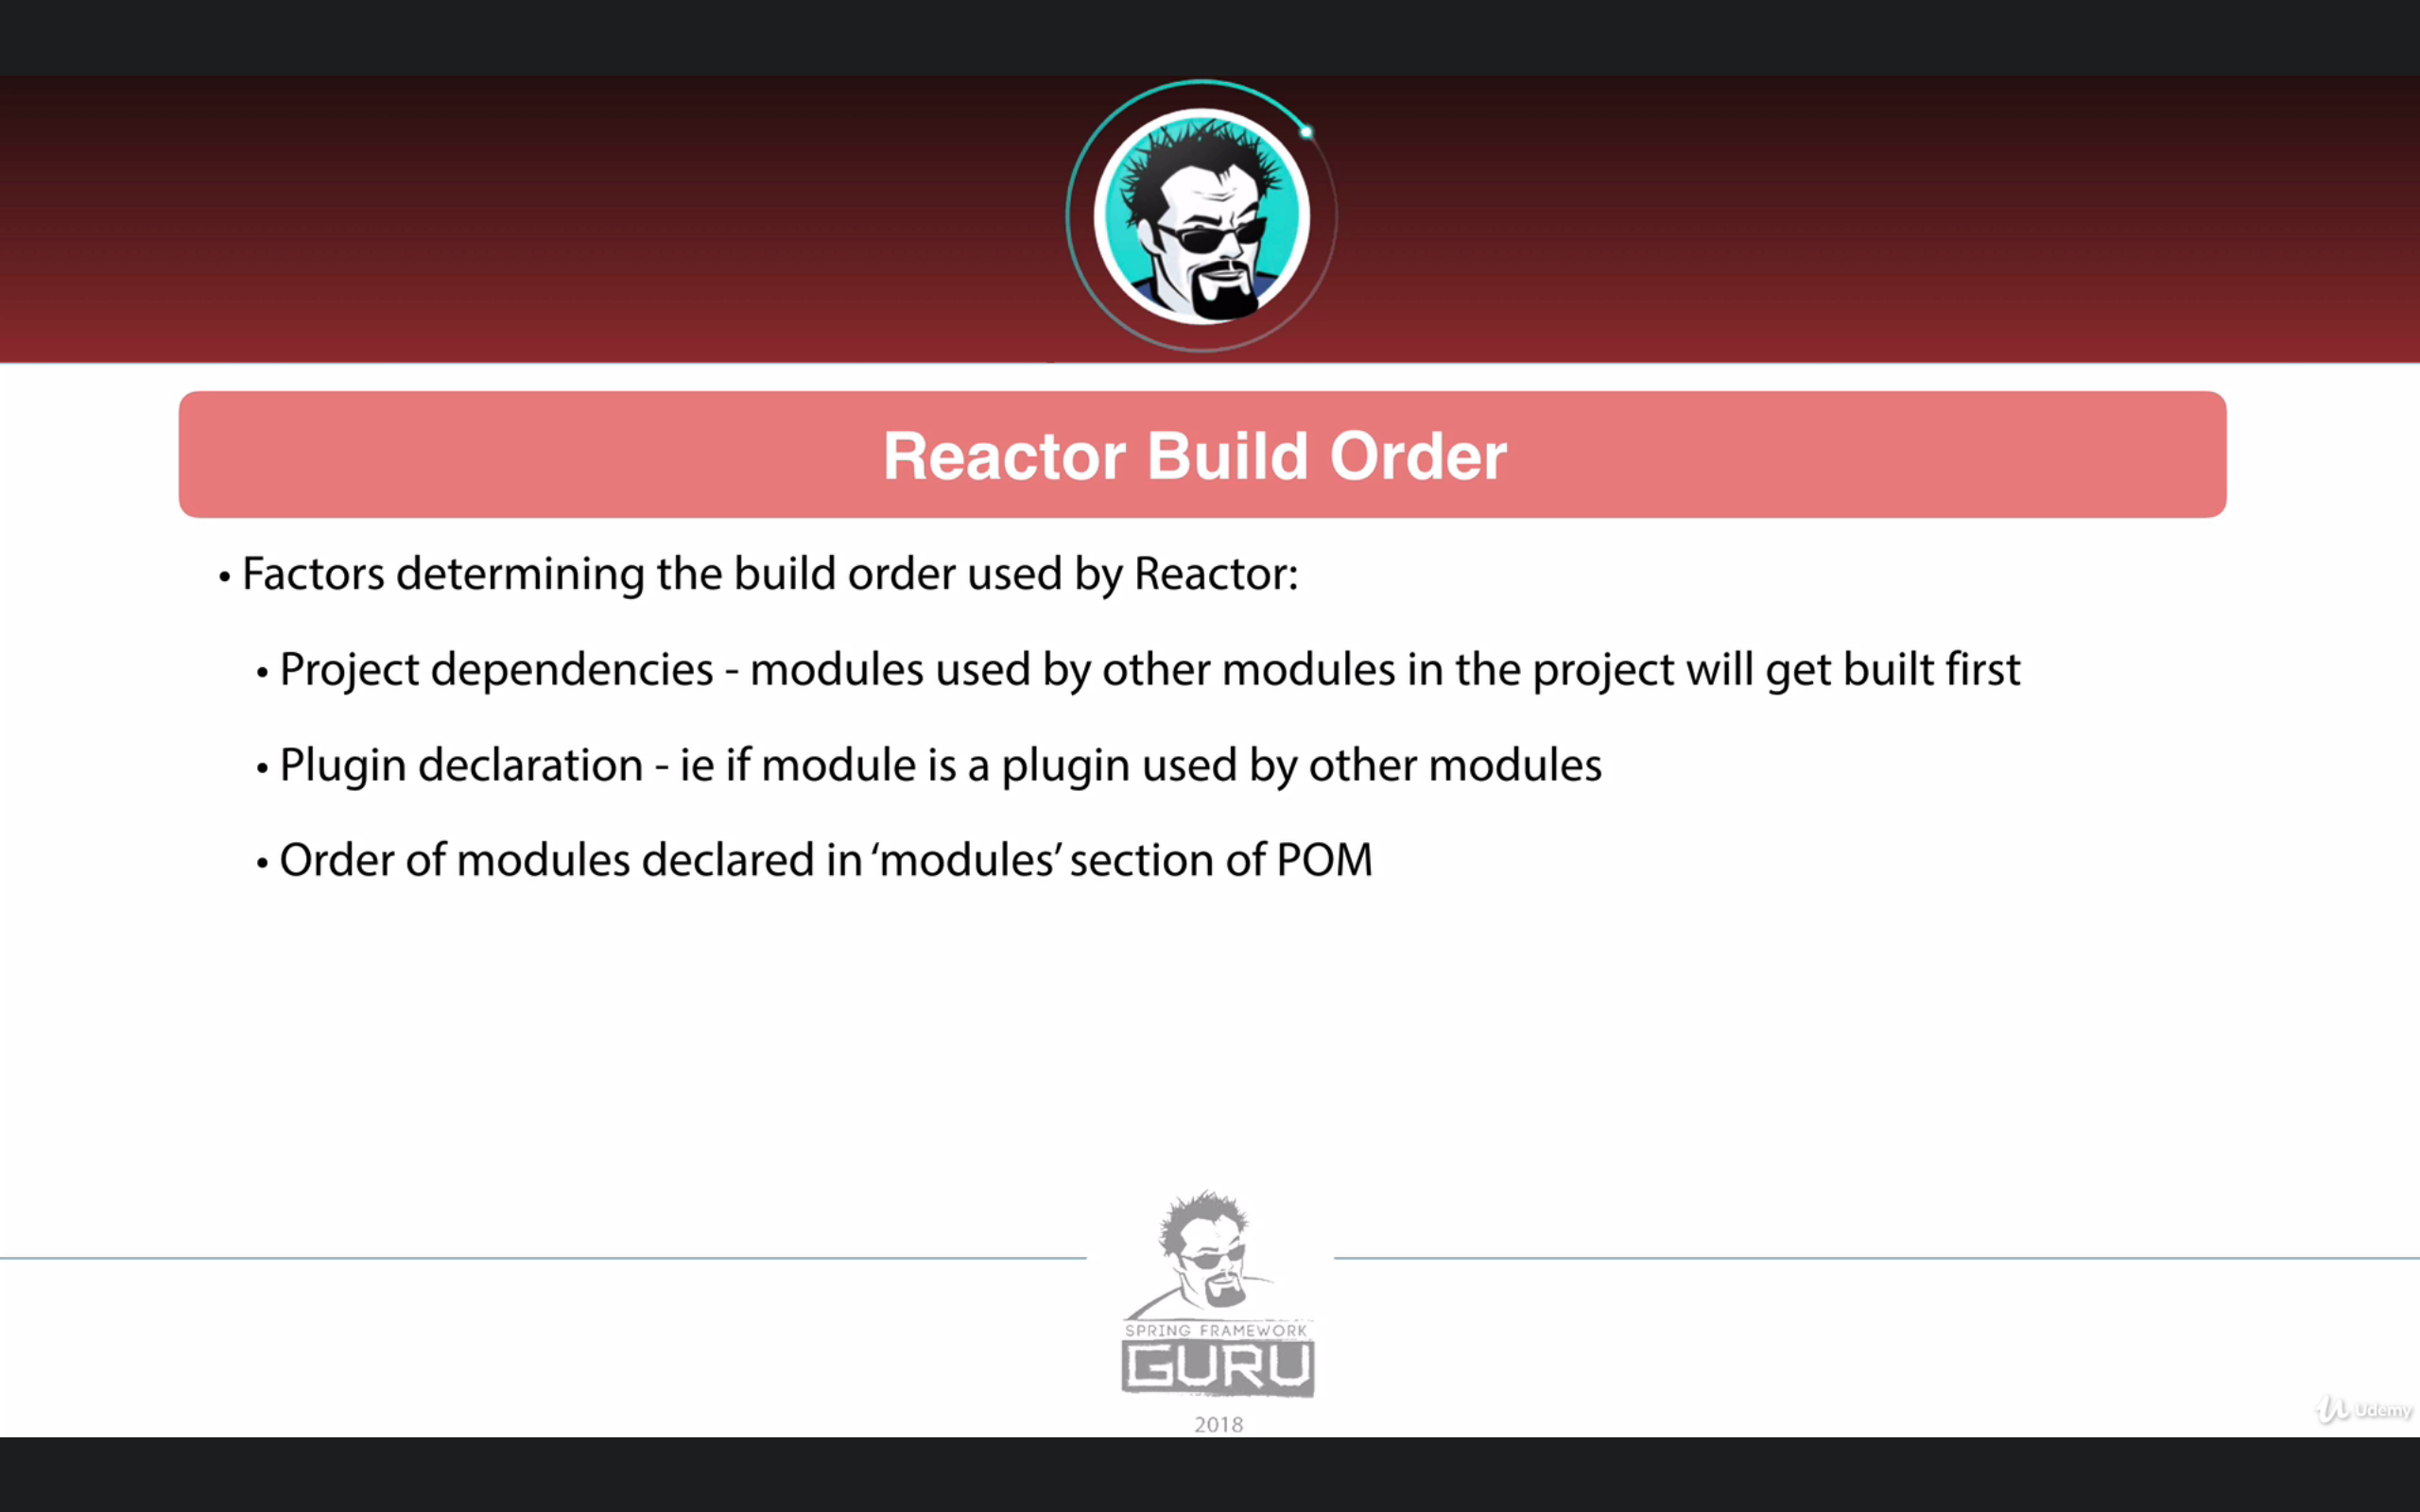 Reactor Build Order
• Factors determining the build order used by Reactor:
• Project dependencies - modules used by other modules in the project will get built first
• Plugin declaration - ie if module is a plugin used by other modules
• Order of modules declared in ‘modules’ section of POM
SPRING FRAMEWORK
GURU
2018
Udemy